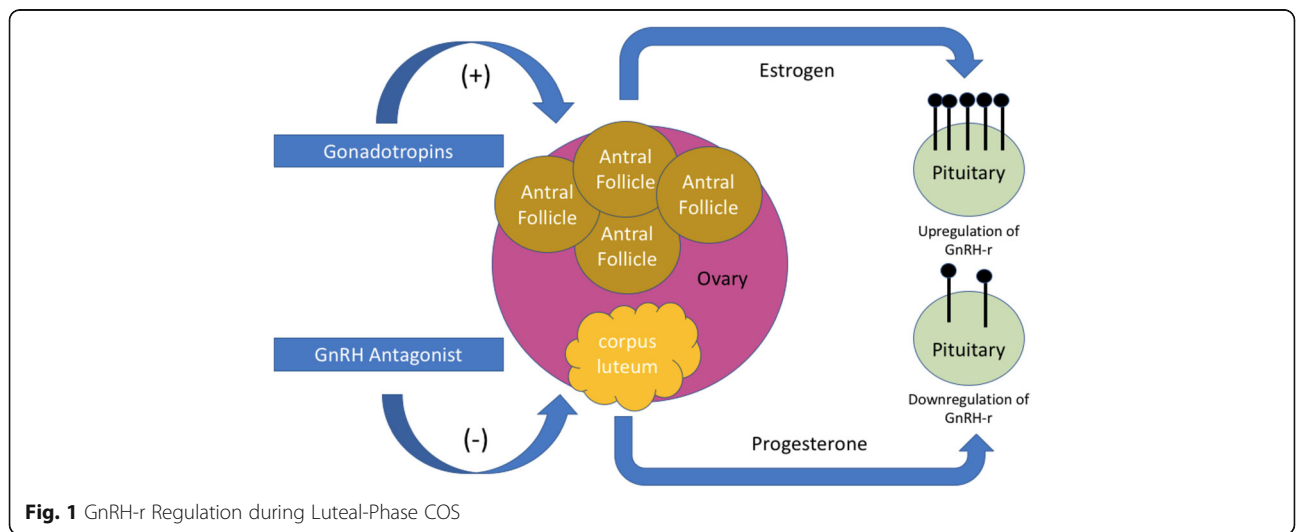 (+)
Estrogen
Gonadotropins
Antral
Follicle
Antral
Follicle
Antral
Follicle
Antral
Follicle
Ovary
Pituitary
Upregulation of
GnRH-r
GnRH Antagonist
corpus
luteum
Pituitary
Downregulation of
GnRH-r
(-)
Progesterone
Fig. 1 GnRH-r Regulation during Luteal-Phase COS